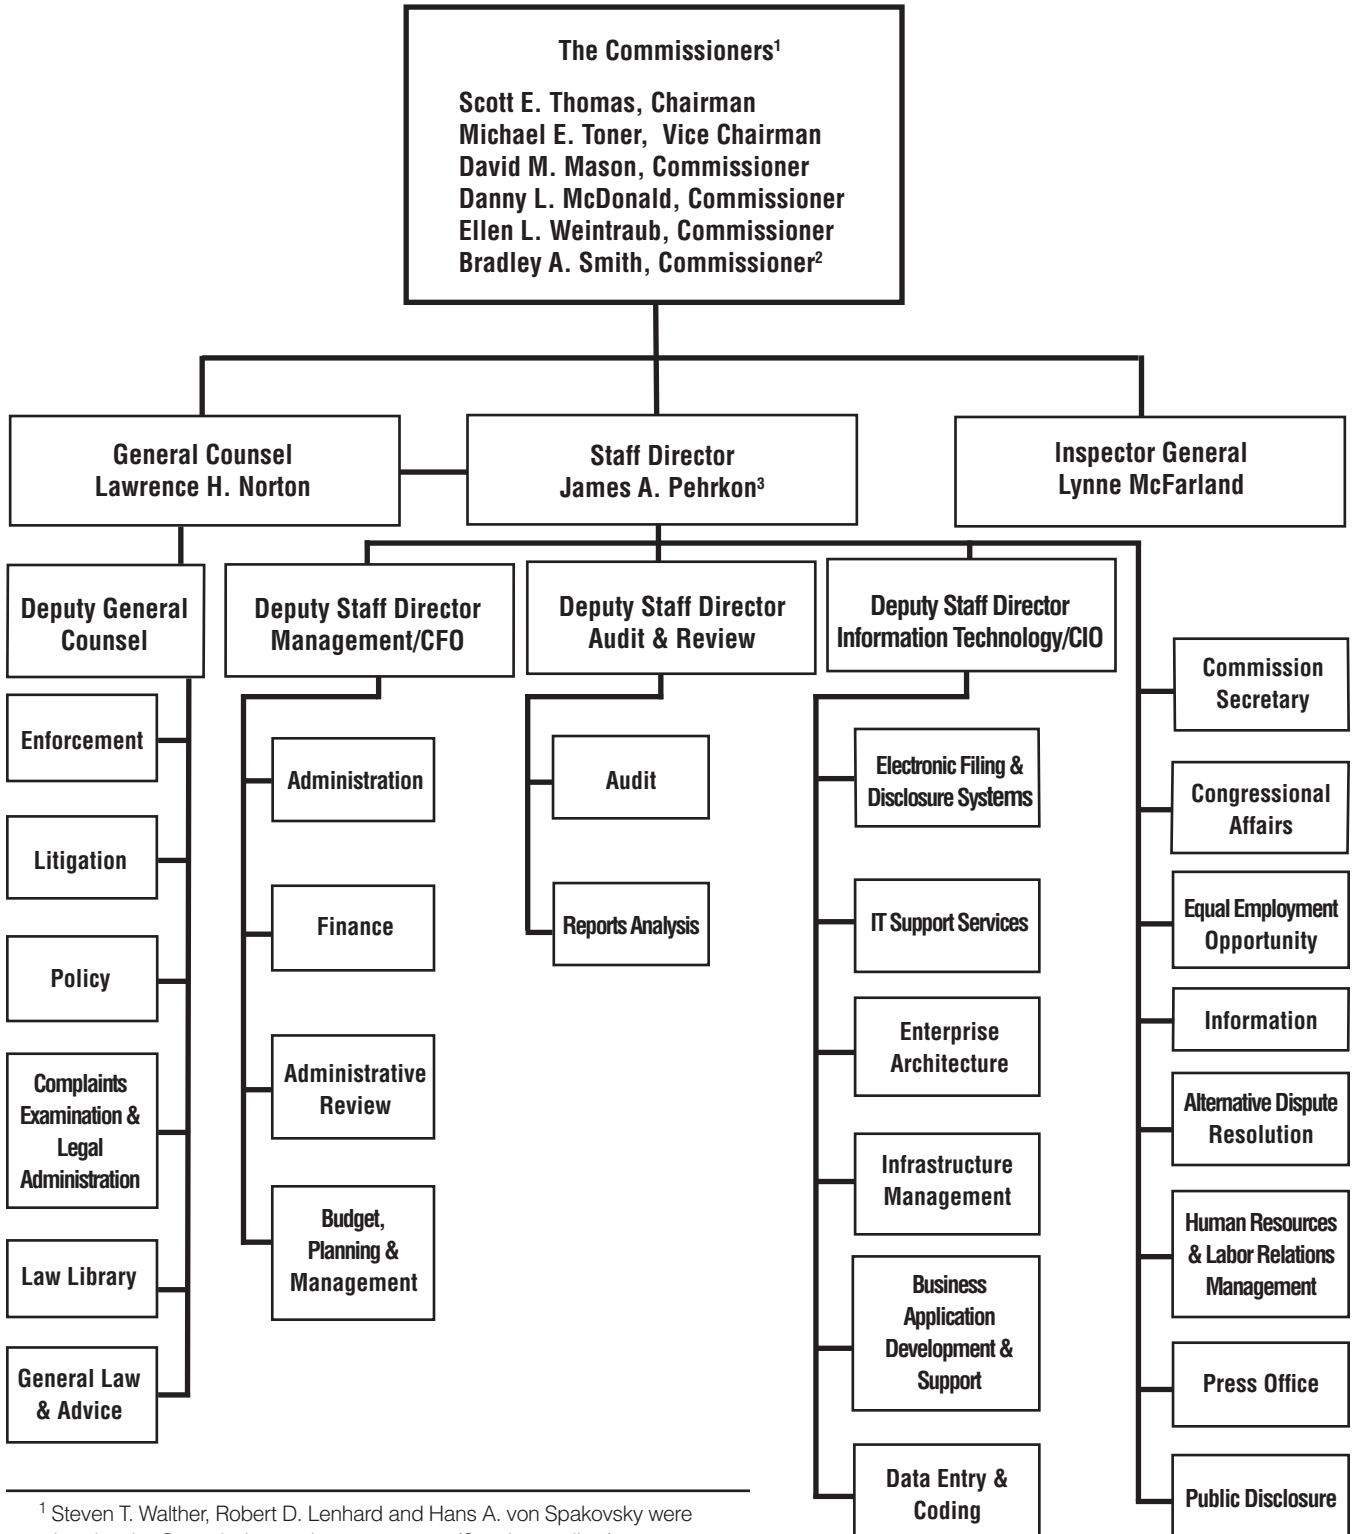 The Commissioners¹
Scott E. Thomas, Chairman
Michael E. Toner, Vice Chairman
David M. Mason, Commissioner
Danny L. McDonald, Commissioner
Ellen L. Weintraub, Commissioner
Bradley A. Smith, Commissioner²
General Counsel
Lawrence H. Norton
Staff Director
James A. Pehrkon³
Inspector General
Lynne McFarland
Deputy General
Counsel
Enforcement
Litigation
Policy
Complaints
Examination &
Legal
Administration
Law Library
General Law
& Advice
Deputy Staff Director
Management/CFO
Administration
Finance
Administrative
Review
Budget,
Planning &
Management
Deputy Staff Director
Audit & Review
Audit
Reports Analysis
Deputy Staff Director
Information Technology/CIO
Electronic Filing &
Disclosure Systems
IT Support Services
Enterprise
Architecture
Infrastructure
Management
Business
Application
Development &
Support
Data Entry &
Coding
Commission
Secretary
Congressional
Affairs
Equal Employment
Opportunity
Information
Alternative Dispute
Resolution
Human Resources
& Labor Relations
Management
Press Office
Public Disclosure
¹ Steven T. Walther, Robert D. Lenhard and Hans A. von Spakovsky were